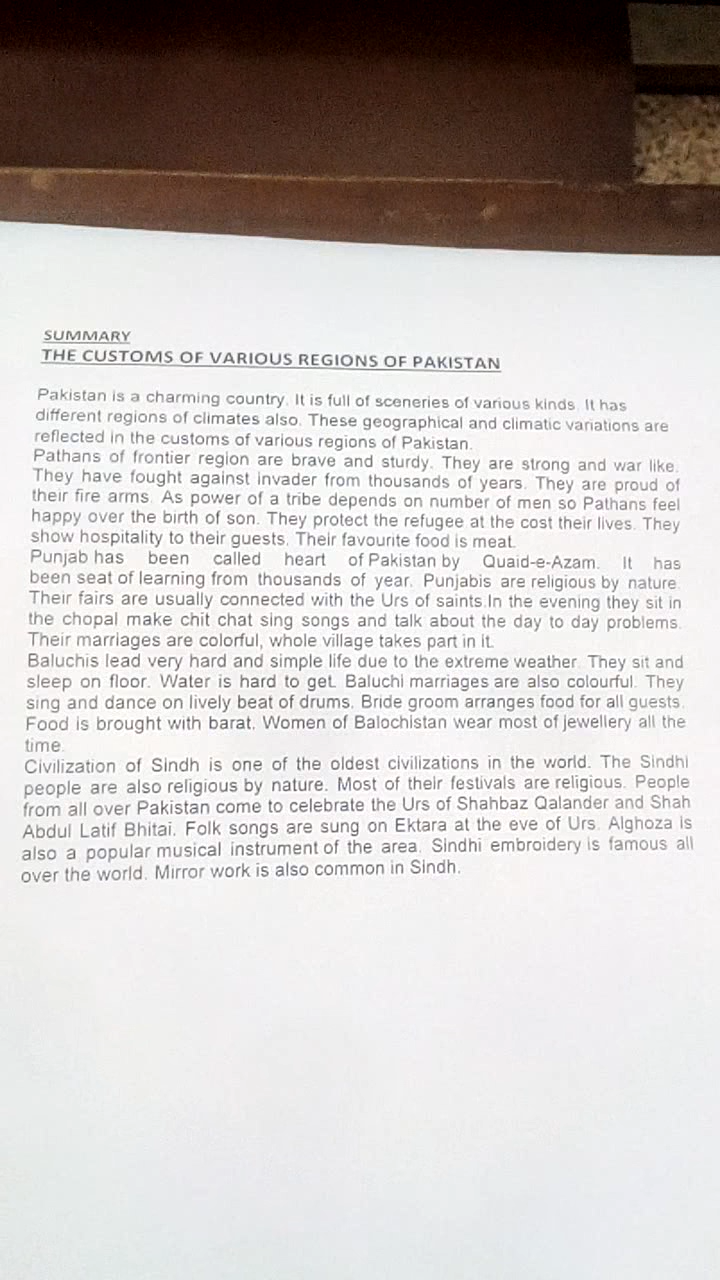 SUMMARY
THE CUSTOMS OF VARIOUS REGIONS OF PAKISTAN
Pakistan is a charming country. It is full of sceneries of various kinds. It has
different regions of climates also. These geographical and climatic variations are
reflected in the customs of various regions of Pakistan.
Pathans of frontier region are brave and sturdy. They are strong and war like.
They have fought against invader from thousands of years. They are proud of
their fire arms. As power of a tribe depends on number of men so Pathans feel
happy over the birth of son. They protect the refugee at the cost their lives. They
show hospitality to their guests. Their favourite food is meat.
Punjab has been called heart of Pakistan by Quaid-e-Azam. It has
been seat of learning from thousands of year. Punjabis are religious by nature.
Their fairs are usually connected with the Urs of saints.In the evening they sit in
the chopal make chit chat sing songs and talk about the day to day problems.
Their marriages are colorful, whole village takes part in it.
Baluchis lead very hard and simple life due to the extreme weather. They sit and
sleep on floor. Water is hard to get. Baluchi marriages are also colourful. They
sing and dance on lively beat of drums. Bride groom arranges food for all guests.
Food is brought with barat, Women of Balochistan wear most of jewellery all the
time.
Civilization of Sindh is one of the oldest civilizations in the world. The Sindhi
people are also religious by nature. Most of their festivals are religious. People
from all over Pakistan come to celebrate the Urs of Shahbaz Qalander and Shah
Abdul Latif Bhitai. Folk songs are sung on Ektara at the eve of Urs. Alghoza is
also a popular musical instrument of the area. Sindhi embroidery is famous all
over the world. Mirror work is also common in Sindh.